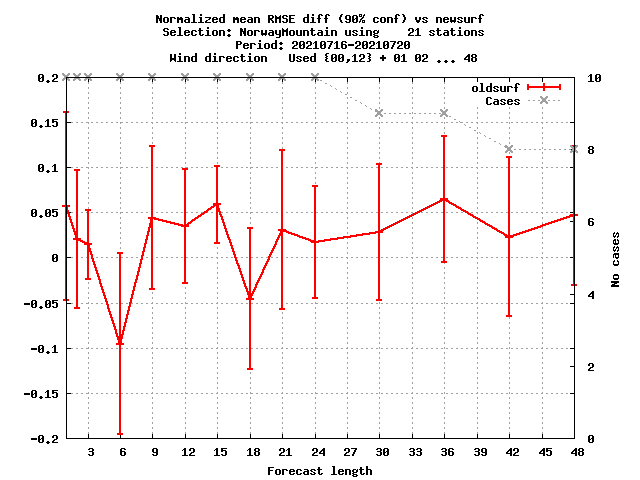 Normalized mean RMSE diff (90% conf) vs newsurf
Selection: NorwayMountain using    21 stations
Period: 20210716-20210720
Wind direction   Used {00,12} + 01 02 ... 48
oldsurf
Cases
0.2
0.15
0.1
0.05
0
-0.05
-0.1
-0.15
-0.2
10
8
6
4
2
0
No cases
3 6 9 12 15 18 21 24 27 30 33 36 39 42 45 48
Forecast length